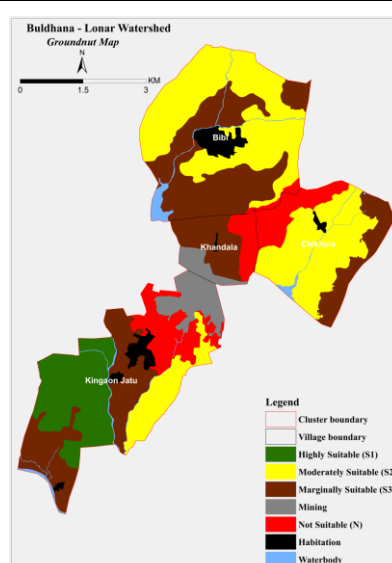 Buldhana - Lonar Watershed
Groundnut Map
N
KM
0 1.5 3
Bibi
Khandala
Chikhala
Kingaon Jatu
Legend
Cluster boundary
Village boundary
Highly Suitable (S1)
Moderately Suitable (S2
Marginally Suitable (S3
Mining
Not Suitable (N)
Habitation
Waterbody